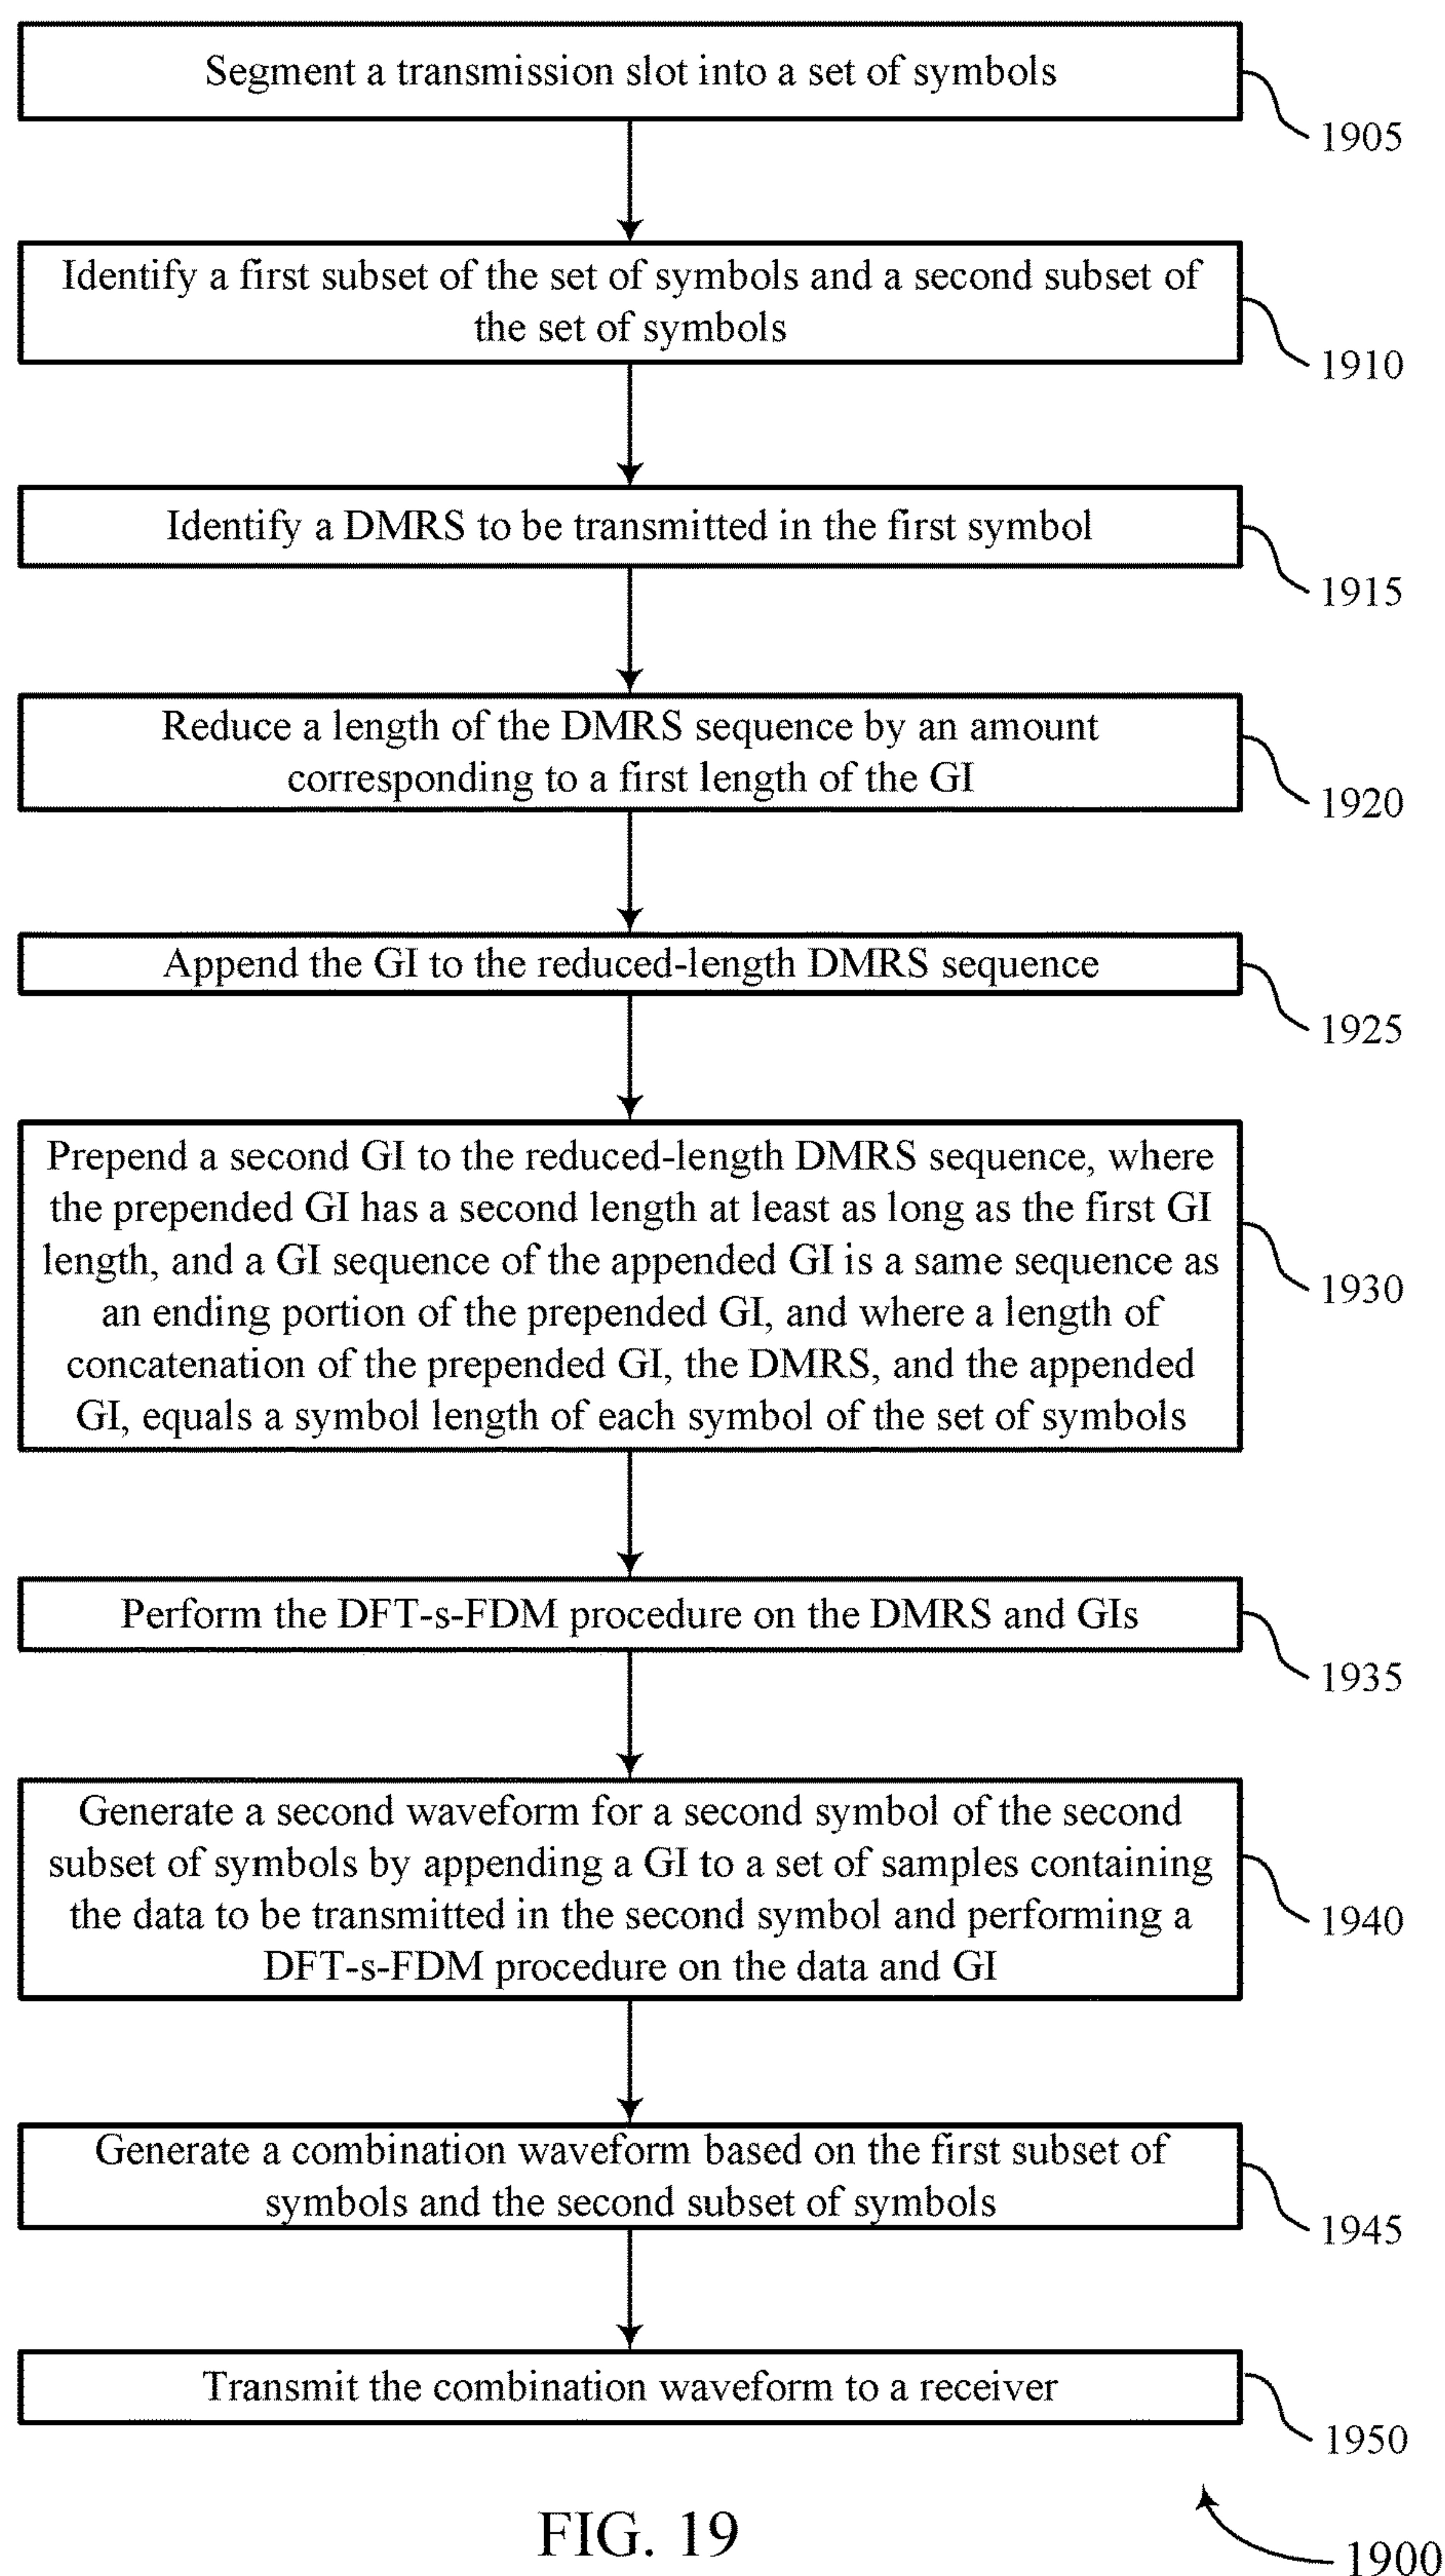 Segment a transmission slot into a set of symbols
1905
Identify a first subset of the set of symbols and a second subset of
the set of symbols
1910
Identify a DMRS to be transmitted in the first symbol
1915
Reduce a length of the DMRS sequence by an amount
corresponding to a first length of the GI
1920
Append the GI to the reduced-length DMRS sequence
1925
Prepend a second GI to the reduced-length DMRS sequence, where
the prepended GI has a second length at least as long as the first GI
length, and a GI sequence of the appended GI is a same sequence as
an ending portion of the prepended GI, and where a length of
concatenation of the prepended GI, the DMRS, and the appended
GI, equals a symbol length of each symbol of the set of symbols
1930
Perform the DFT-s-FDM procedure on the DMRS and GIs
1935
Generate a second waveform for a second symbol of the second
subset of symbols by appending a GI to a set of samples containing
the data to be transmitted in the second symbol and performing a
DFT-s-FDM procedure on the data and GI
1940
Generate a combination waveform based on the first subset of
symbols and the second subset of symbols
1945
Transmit the combination waveform to a receiver
1950
FIG. 19
1900